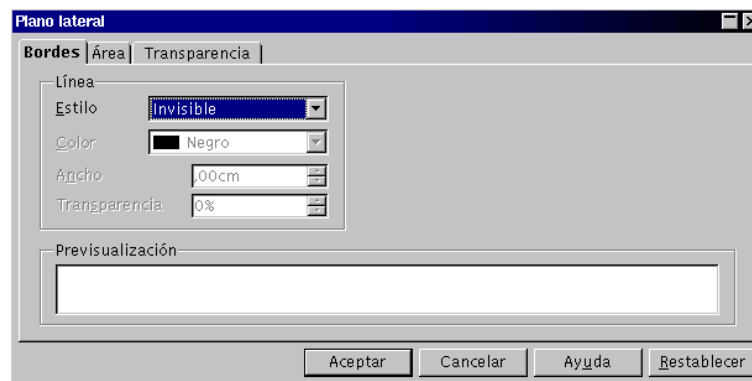 Plano lateral
Bordes Área Transparencia
Línea
Estilo Invisible
Color Negro
Ancho ,00cm
Transparencia 0%
Previsualización
Aceptar Cancelar Ayuda Restablecer